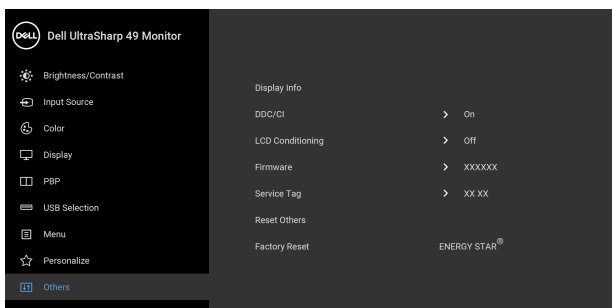 DELL Dell UltraSharp 49 Monitor
Brightness/Contrast
Input Source
Color
Display
PBP
USB Selection
Menu
Personalize
Others
Display Info
DDC/CI > On
LCD Conditioning > Off
Firmware > XXXXXX
Service Tag > XX XX
Reset Others
Factory Reset ENERGY STAR®